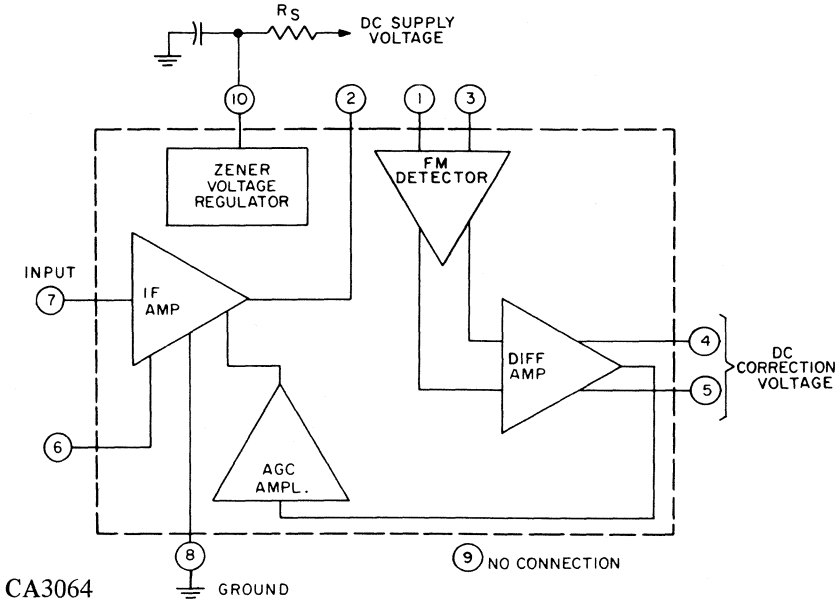 RS
DC SUPPLY
VOLTAGE
10
2
1
3
ZENER
VOLTAGE
REGULATOR
FM
DETECTOR
INPUT
7
IF
AMP
DIFF
AMP
4
5
DC
CORRECTION
VOLTAGE
6
AGC
AMPL.
8
GROUND
9 NO CONNECTION
CA3064